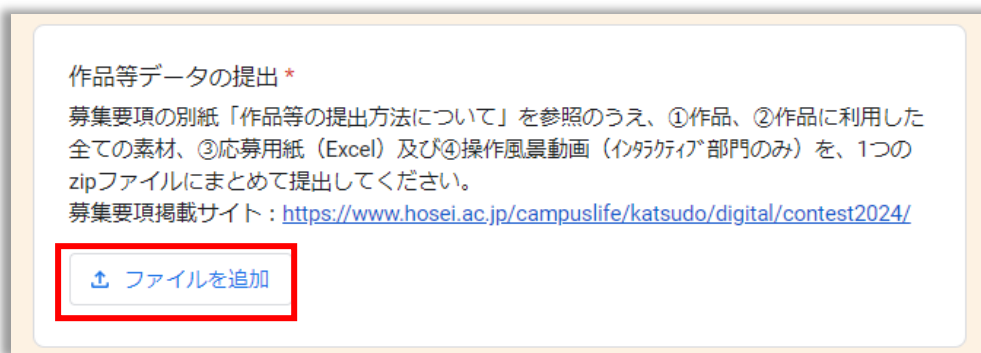 作品等データの提出 *
募集要項の別紙「作品等の提出方法について」を参照のうえ、①作品、②作品に利用した
全ての素材、③応募用紙（Excel）及び④操作風景動画（ｲﾝﾀﾗｸﾃｨﾌﾞ部門のみ）を、1つの
zipファイルにまとめて提出してください。
募集要項掲載サイト：https://www.hosei.ac.jp/campuslife/katsudo/digital/contest2024/
ファイルを追加